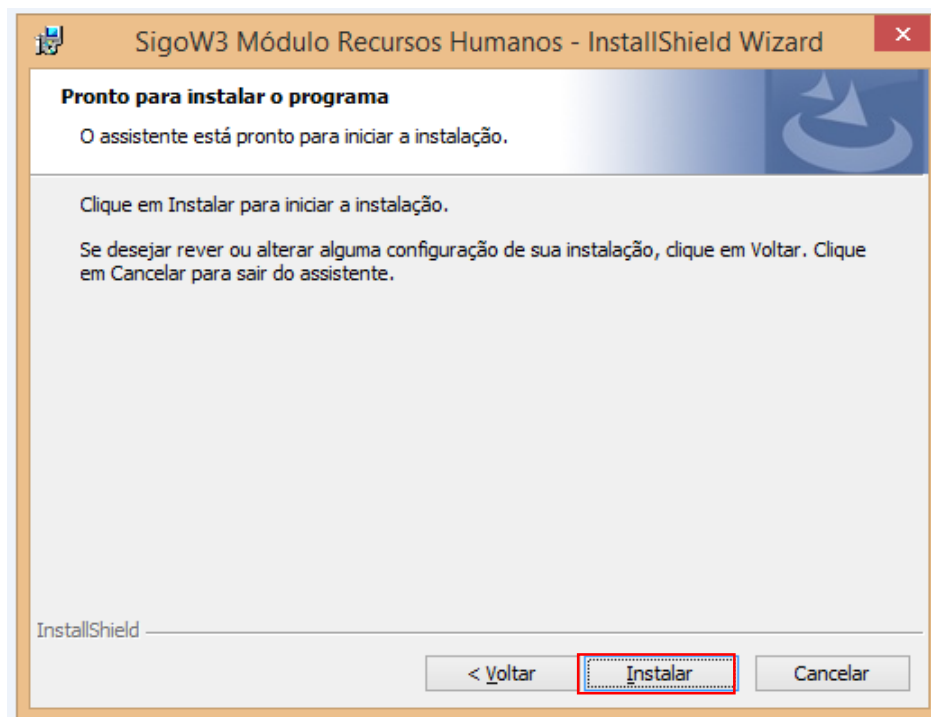 SigoW3 Módulo Recursos Humanos - InstallShield Wizard
Pronto para instalar o programa
O assistente está pronto para iniciar a instalação.
Clique em Instalar para iniciar a instalação.
Se desejar rever ou alterar alguma configuração de sua instalação, clique em Voltar. Clique
em Cancelar para sair do assistente.
InstallShield
< Voltar Instalar Cancelar